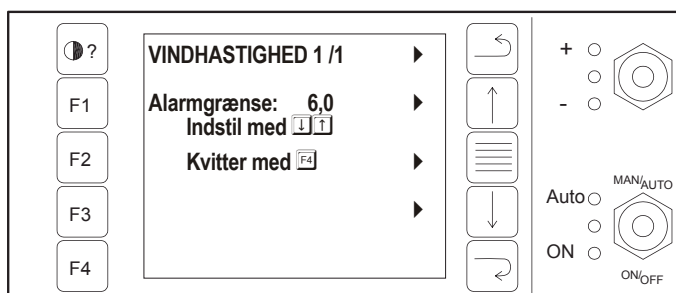 ?
F1
F2
F3
F4
VINDHASTIGHED 1 /1
Alarmgrænse: 6,0
Indstil med ↓ ↑
Kvitter med F4
+
-
MAN/AUTO
Auto
ON
ON/OFF